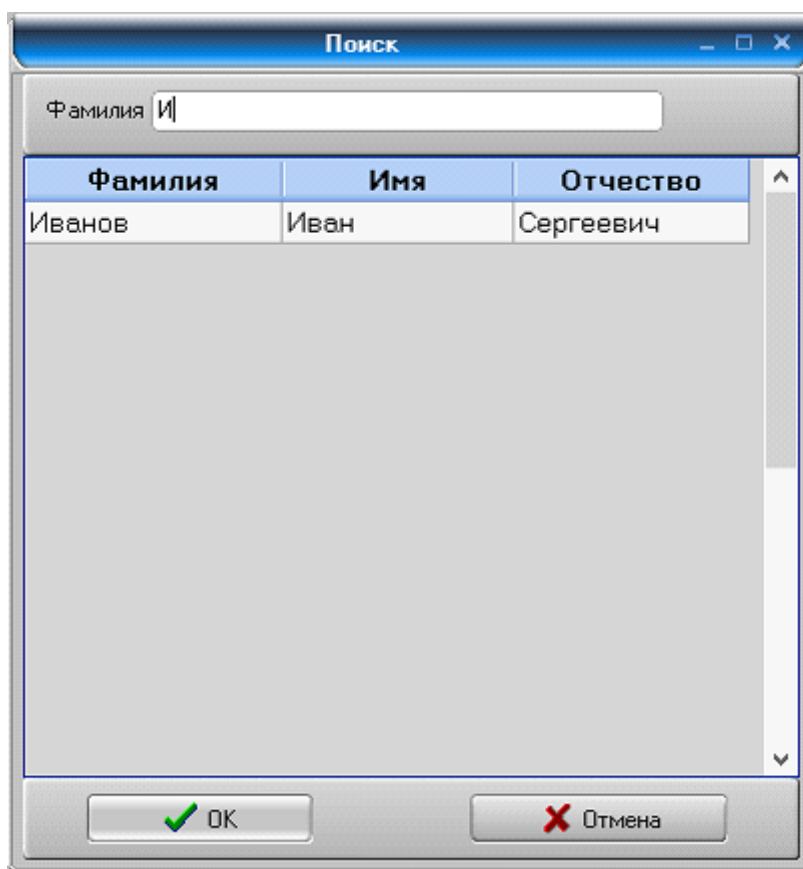 Поиск
Фамилия И
Фамилия Имя Отчество
Иванов Иван Сергеевич
OK Отмена